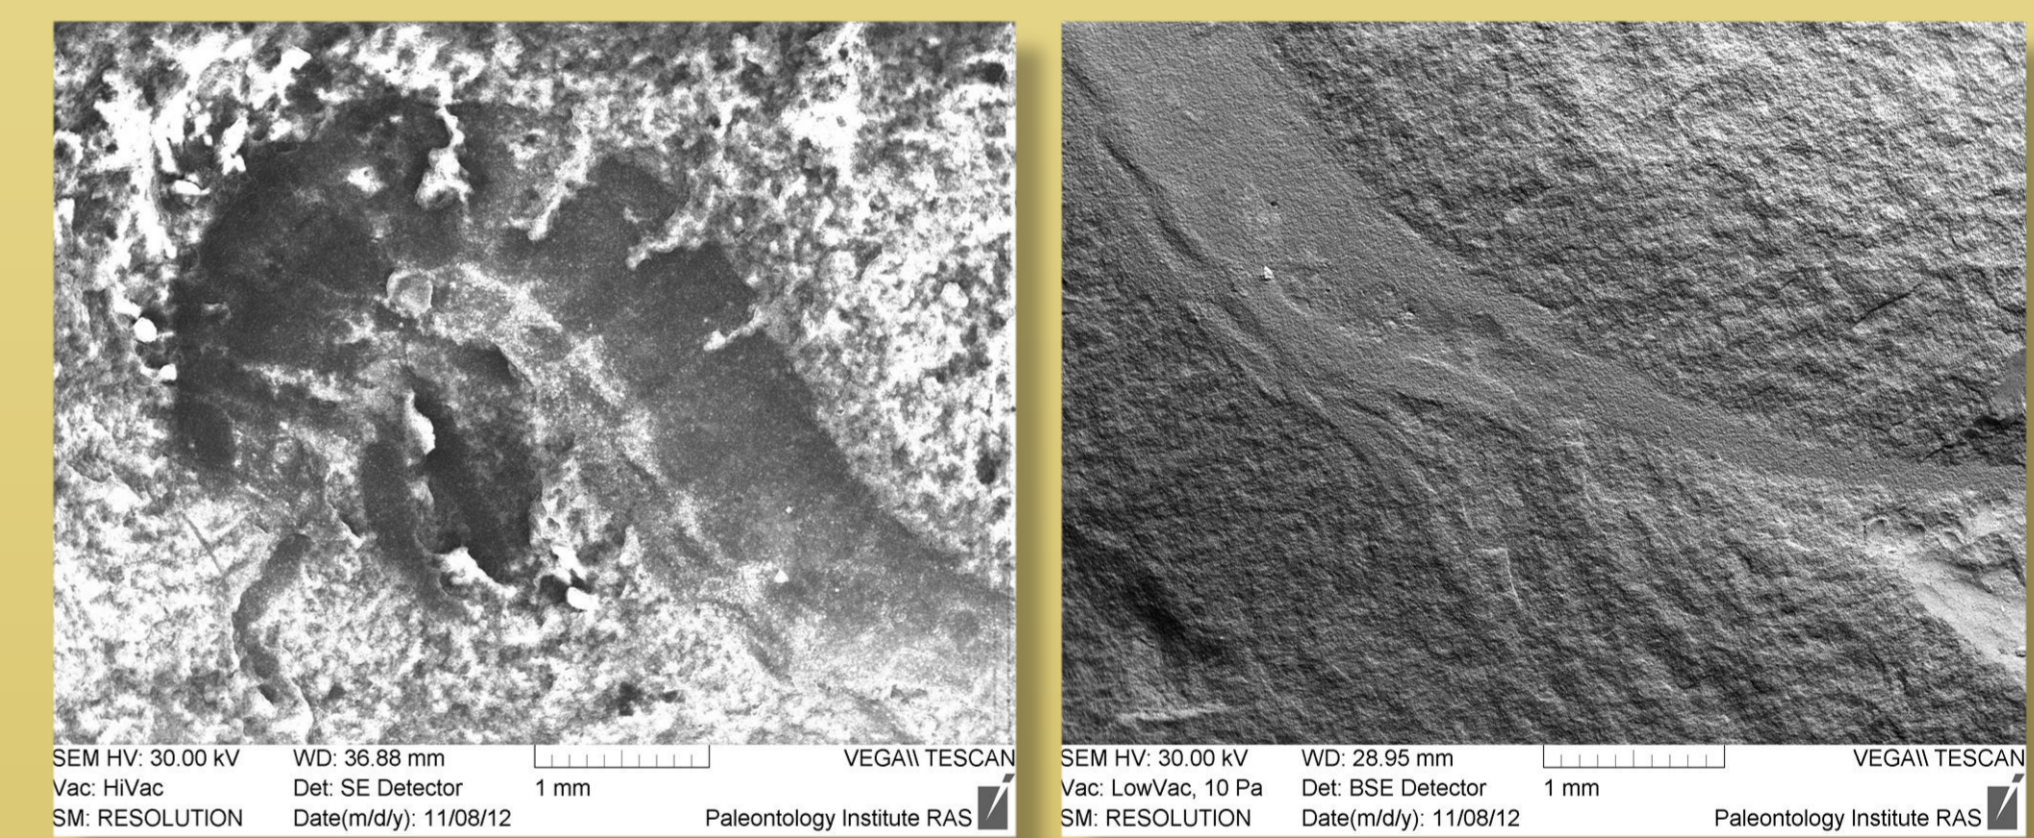 SEM HV: 30.00 kV WD: 36.88 mm VEGA\\ TESCAN
Vac: HiVac Det: SE Detector 1 mm
SM: RESOLUTION Date(m/d/y): 11/08/12 Paleontology Institute RAS
SEM HV: 30.00 kV WD: 28.95 mm VEGA\\ TESCAN
Vac: LowVac, 10 Pa Det: BSE Detector 1 mm
SM: RESOLUTION Date(m/d/y): 11/08/12 Paleontology Institute RAS